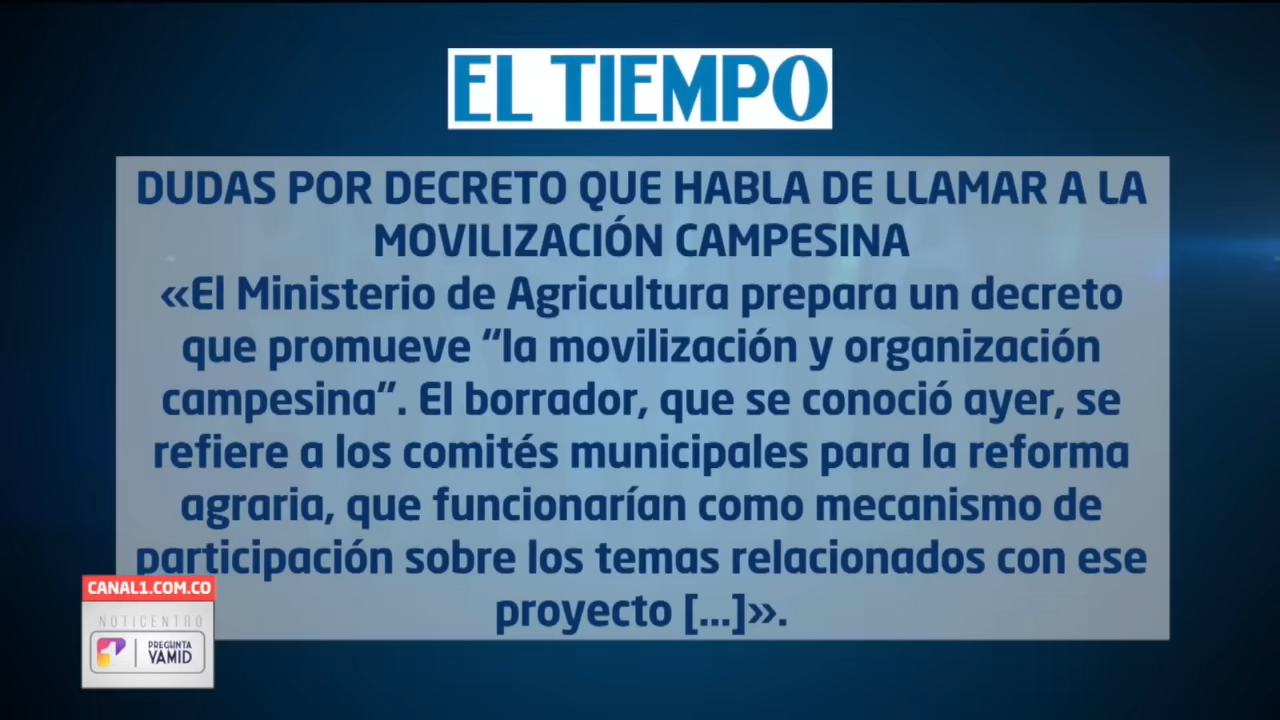 EL TIEMPO
DUDAS POR DECRETO QUE HABLA DE LLAMAR A LA
MOVILIZACIÓN CAMPESINA
«El Ministerio de Agricultura prepara un decreto
que promueve “la movilización y organización
campesina”. El borrador, que se conoció ayer, se
refiere a los comités municipales para la reforma
agraria, que funcionarían como mecanismo de
participación sobre los temas relacionados con ese
proyecto [...]».
CANAL1.COM.CO
NOTICENTRO
1
PREGUNTA
YAMID